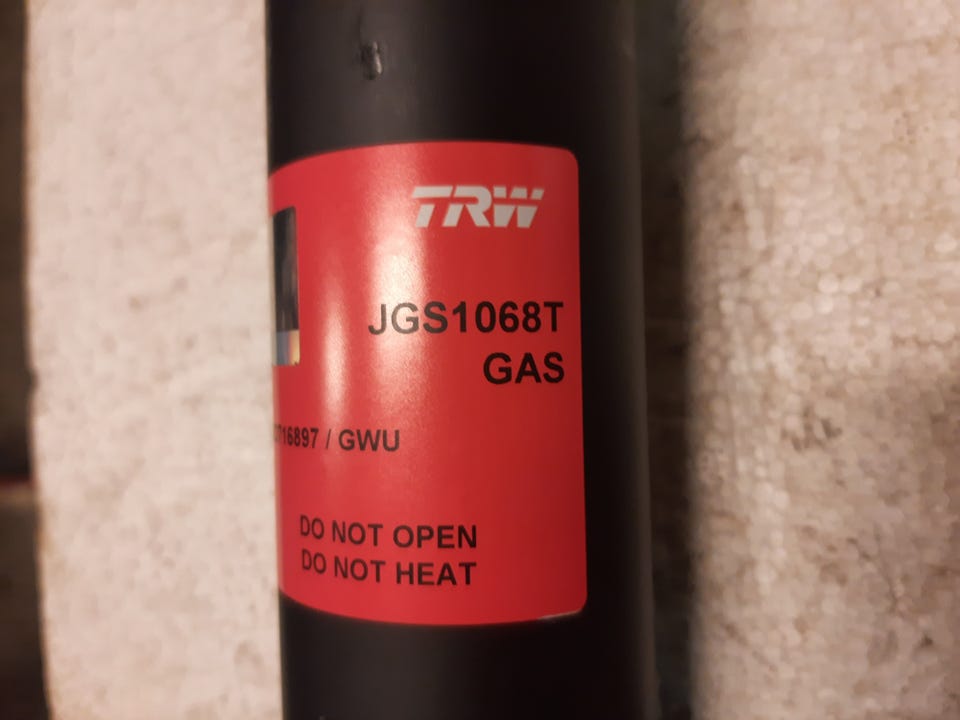 TRW
JGS1068T
GAS
716897 / GWU
DO NOT OPEN
DO NOT HEAT